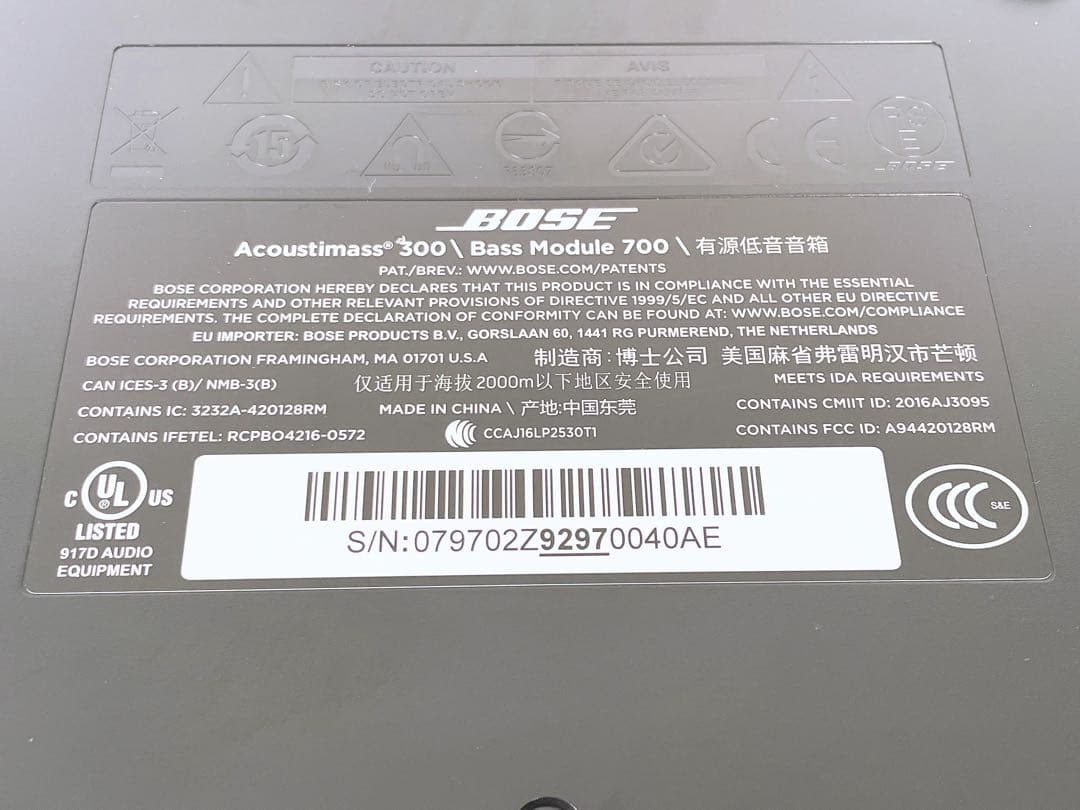 CAUTION
AVIS
15
BOSE
BOSE
Acoustimass® 300 \ Bass Module 700 \ 有源低音音箱
PAT./BREV.: WWW.BOSE.COM/PATENTS
BOSE CORPORATION HEREBY DECLARES THAT THIS PRODUCT IS IN COMPLIANCE WITH THE ESSENTIAL
REQUIREMENTS AND OTHER RELEVANT PROVISIONS OF DIRECTIVE 1999/5/EC AND ALL OTHER EU DIRECTIVE
REQUIREMENTS. THE COMPLETE DECLARATION OF CONFORMITY CAN BE FOUND AT: WWW.BOSE.COM/COMPLIANCE
EU IMPORTER: BOSE PRODUCTS B.V., GORSLAAN 60, 1441 RG PURMEREND, THE NETHERLANDS
BOSE CORPORATION FRAMINGHAM, MA 01701 U.S.A 制造商：博士公司 美国麻省弗雷明汉市芒顿
CAN ICES-3 (B)/ NMB-3(B) 仅适用于海拔2000m以下地区安全使用 MEETS IDA REQUIREMENTS
CONTAINS IC: 3232A-420128RM MADE IN CHINA \ 产地:中国东莞 CONTAINS CMIIT ID: 2016AJ3095
CONTAINS IFETEL: RCPBO4216-0572 CCAJ16LP2530T1 CONTAINS FCC ID: A94420128RM
C UL ® US
LISTED
917D AUDIO
EQUIPMENT
S/N:079702Z92970040AE
CCC S&E